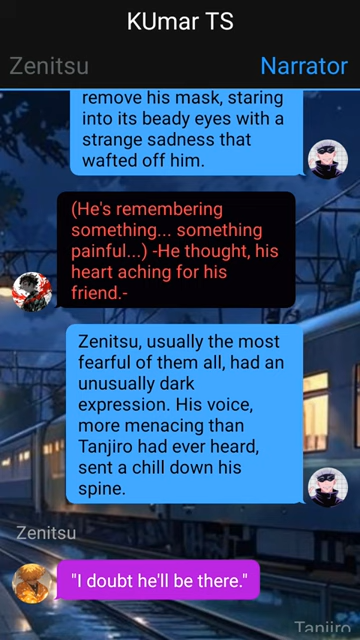 KUmar TS
Zenitsu
Narrator
remove his mask, staring
into its beady eyes with a
strange sadness that
wafted off him.
(He's remembering
something... something
painful...) -He thought, his
heart aching for his
friend.-
Zenitsu, usually the most
fearful of them all, had an
unusually dark
expression. His voice,
more menacing than
Tanjiro had ever heard,
sent a chill down his
spine.
Zenitsu
"I doubt he'll be there."
Tanjiro